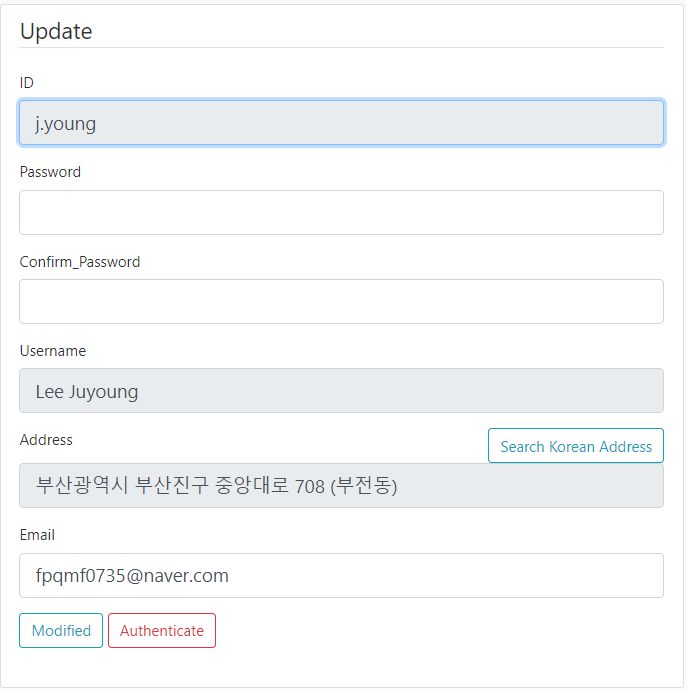 Update
ID
j.young
Password
Confirm_Password
Username
Lee Juyoung
Address
Search Korean Address
부산광역시 부산진구 중앙대로 708 (부전동)
Email
fpqmf0735@naver.com
Modified Authenticate